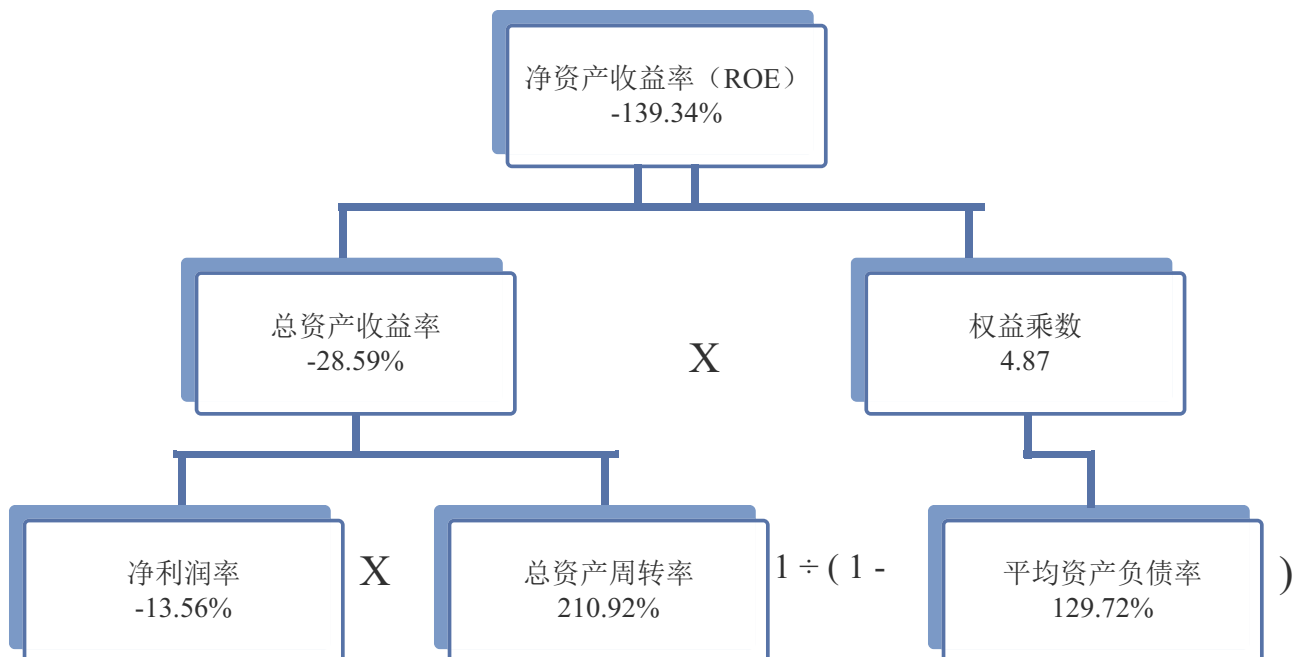 净资产收益率（ROE）
-139.34%
总资产收益率
-28.59%
X
权益乘数
4.87
净利润率
-13.56%
X
总资产周转率
210.92%
1 ÷ ( 1 -
平均资产负债率
129.72%
)